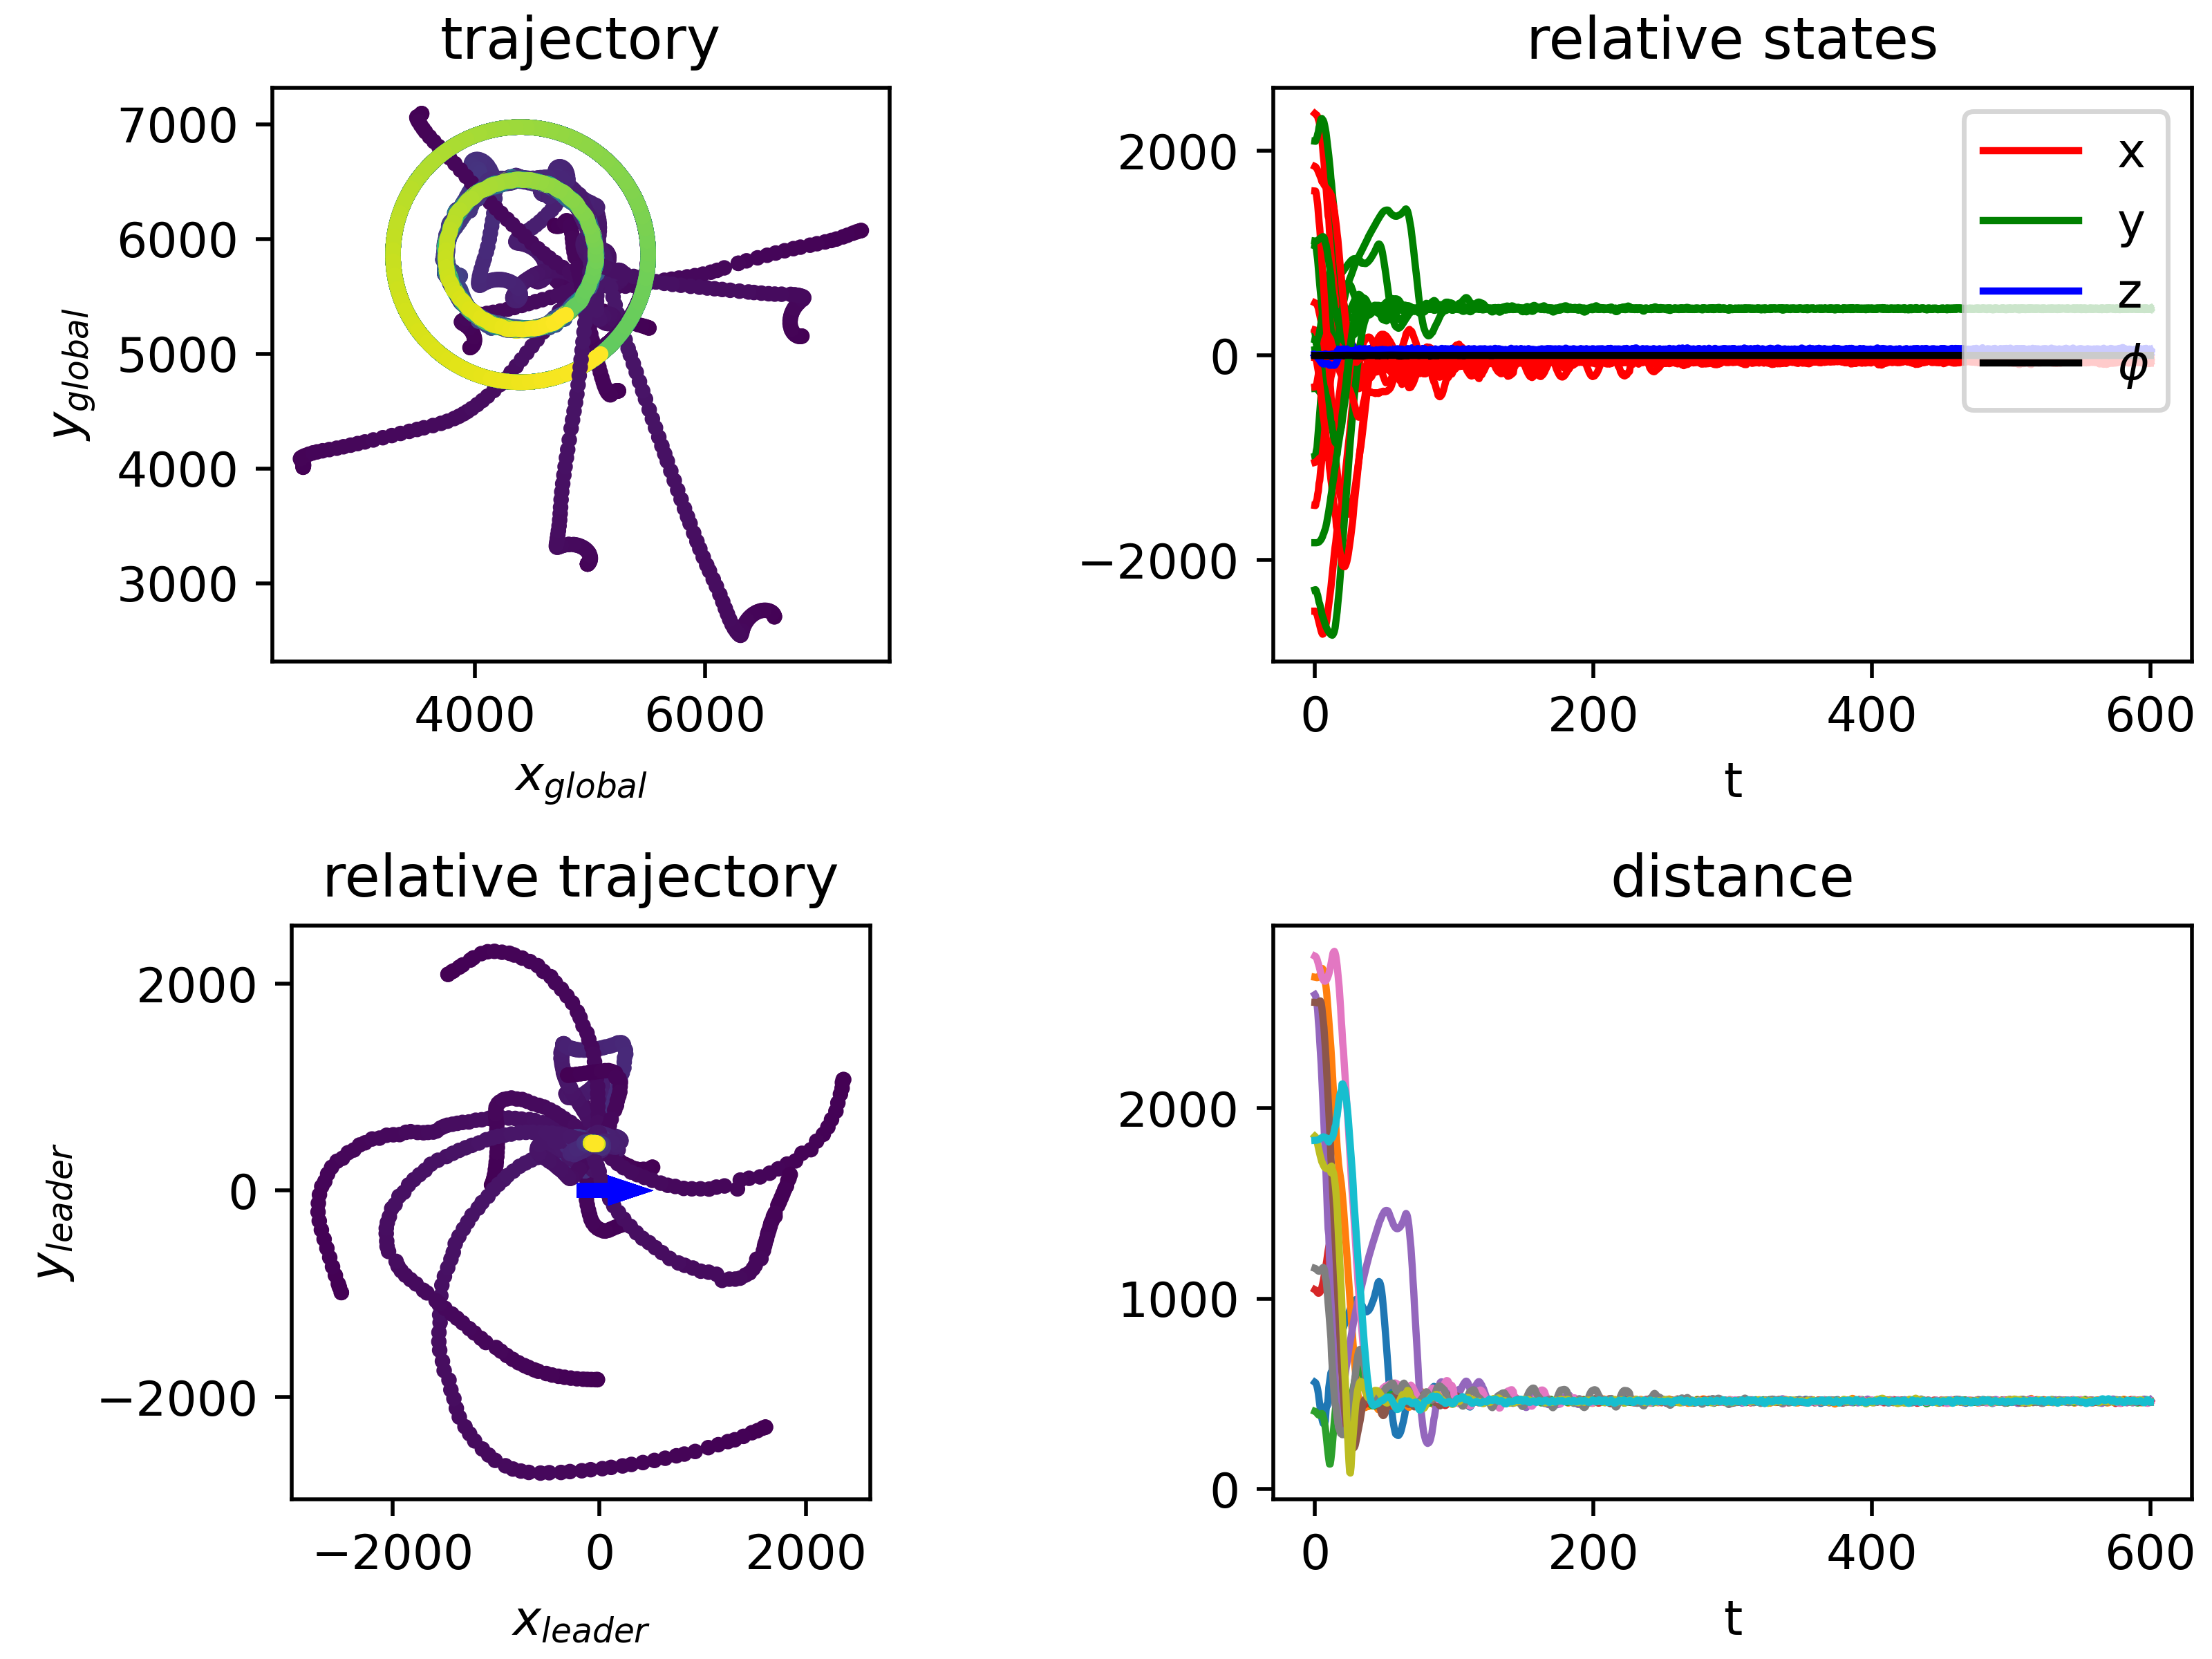 trajectory
7000
6000
5000
4000
3000
4000 6000
y_global
x_global
relative states
2000
0
−2000
0 200 400 600
t
x
y
z
ϕ
relative trajectory
2000
0
−2000
−2000 0 2000
y_leader
x_leader
distance
2000
1000
0
0 200 400 600
t